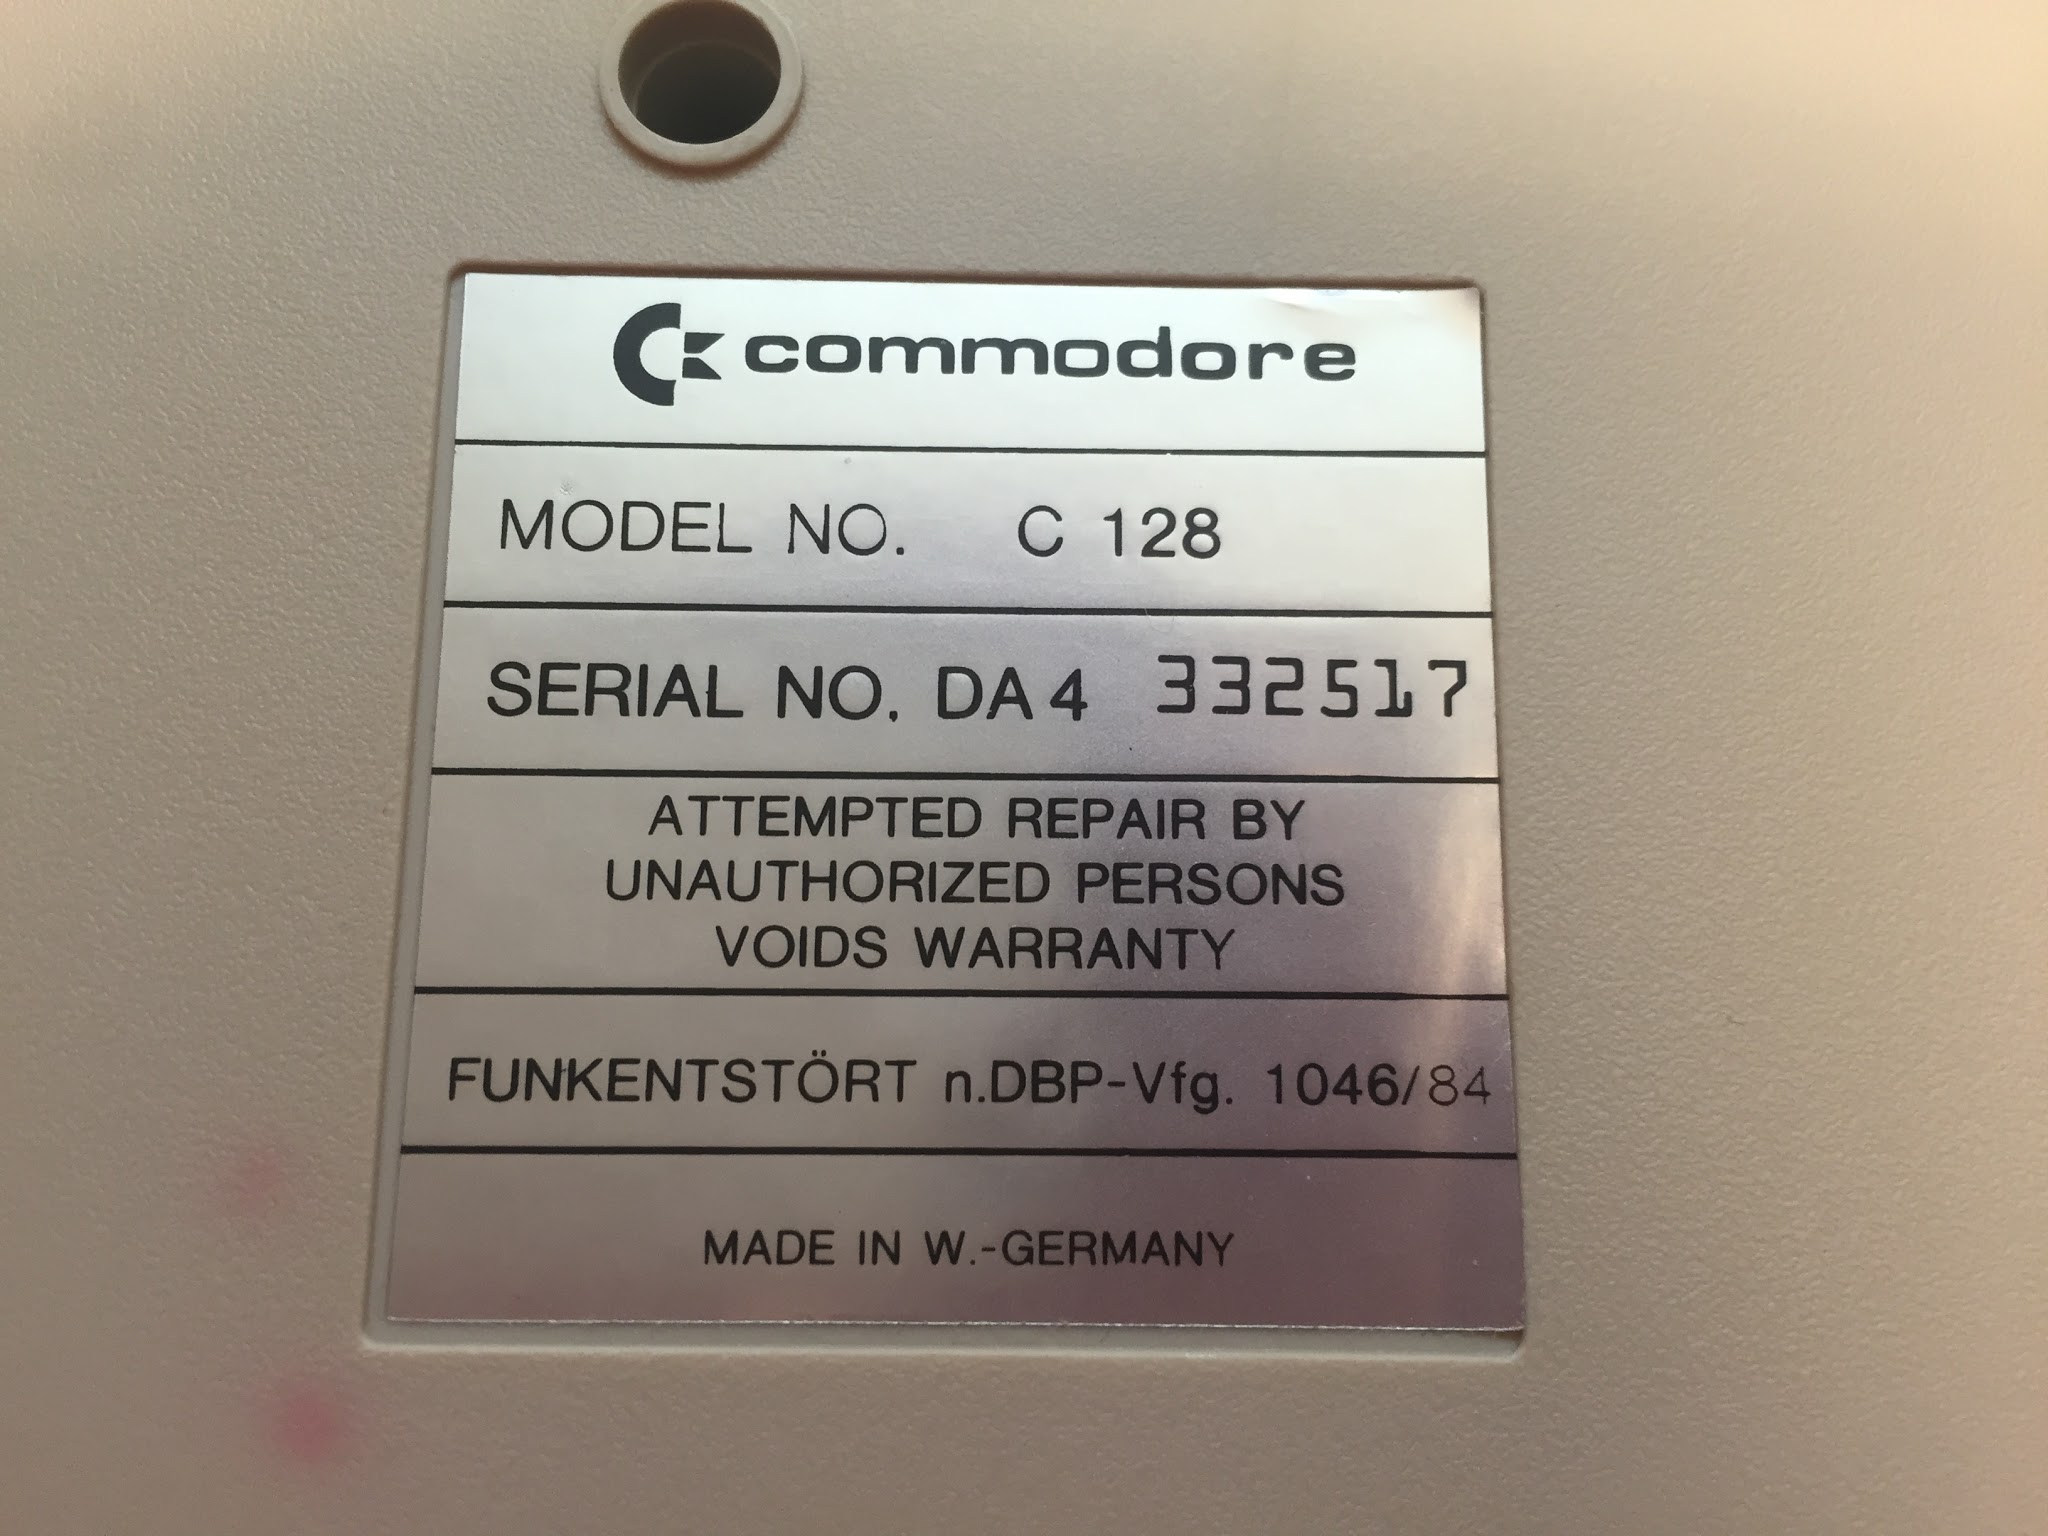 commodore
MODEL NO. C 128
SERIAL NO. DA4 332517
ATTEMPTED REPAIR BY
UNAUTHORIZED PERSONS
VOIDS WARRANTY
FUNKENTSTÖRT n.DBP-Vfg. 1046/84
MADE IN W.-GERMANY